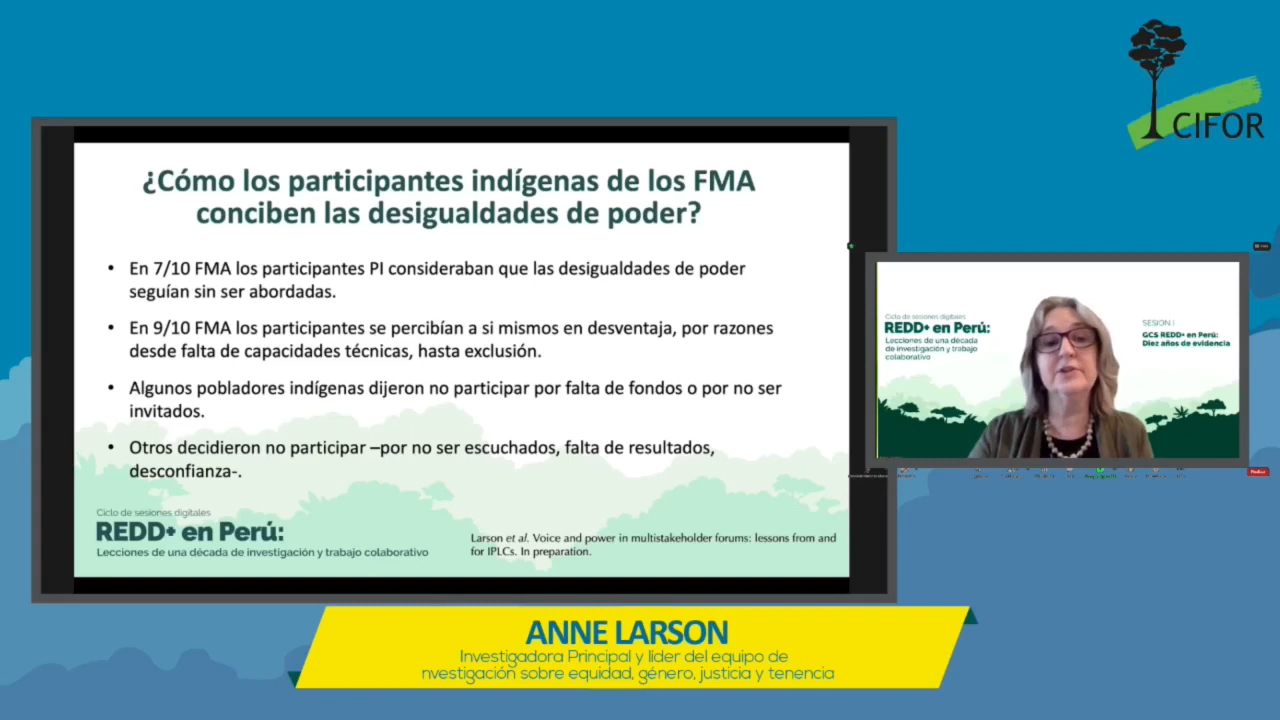 CIFOR
¿Cómo los participantes indígenas de los FMA
conciben las desigualdades de poder?
• En 7/10 FMA los participantes PI consideraban que las desigualdades de poder
seguían sin ser abordadas.
• En 9/10 FMA los participantes se percibían a si mismos en desventaja, por razones
desde falta de capacidades técnicas, hasta exclusión.
• Algunos pobladores indígenas dijeron no participar por falta de fondos o por no ser
invitados.
• Otros decidieron no participar –por no ser escuchados, falta de resultados,
desconfianza-.
Ciclo de sesiones digitales
REDD+ en Perú:
Lecciones de una década de investigación y trabajo colaborativo
Larson et al. Voice and power in multistakeholder forums: lessons from and
for IPLCs. In preparation.
Ciclo de sesiones digitales
REDD+ en Perú:
Lecciones de una década
de investigación y trabajo
colaborativo
SESION I
GCS REDD+ en Perú:
Diez años de evidencia
ANNE LARSON
Investigadora Principal y líder del equipo de
nvestigación sobre equidad, género, justicia y tenencia